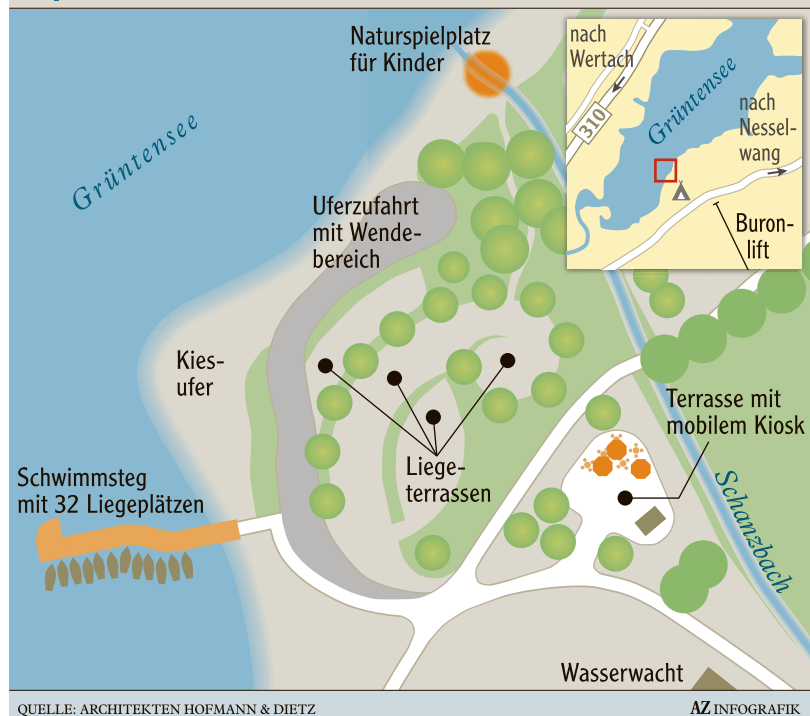 Naturspielplatz
für Kinder
nach
Wertach
310
Grüntensee
nach
Nessel-
wang
Buron-
lift
Grüntensee
Uferzufahrt
mit Wende-
bereich
Kies-
ufer
Terrasse mit
mobilem Kiosk
Liege-
terrassen
Schwimmsteg
mit 32 Liegeplätzen
Schanzbach
Wasserwacht
QUELLE: ARCHITEKTEN HOFMANN & DIETZ
AZ INFOGRAFIK